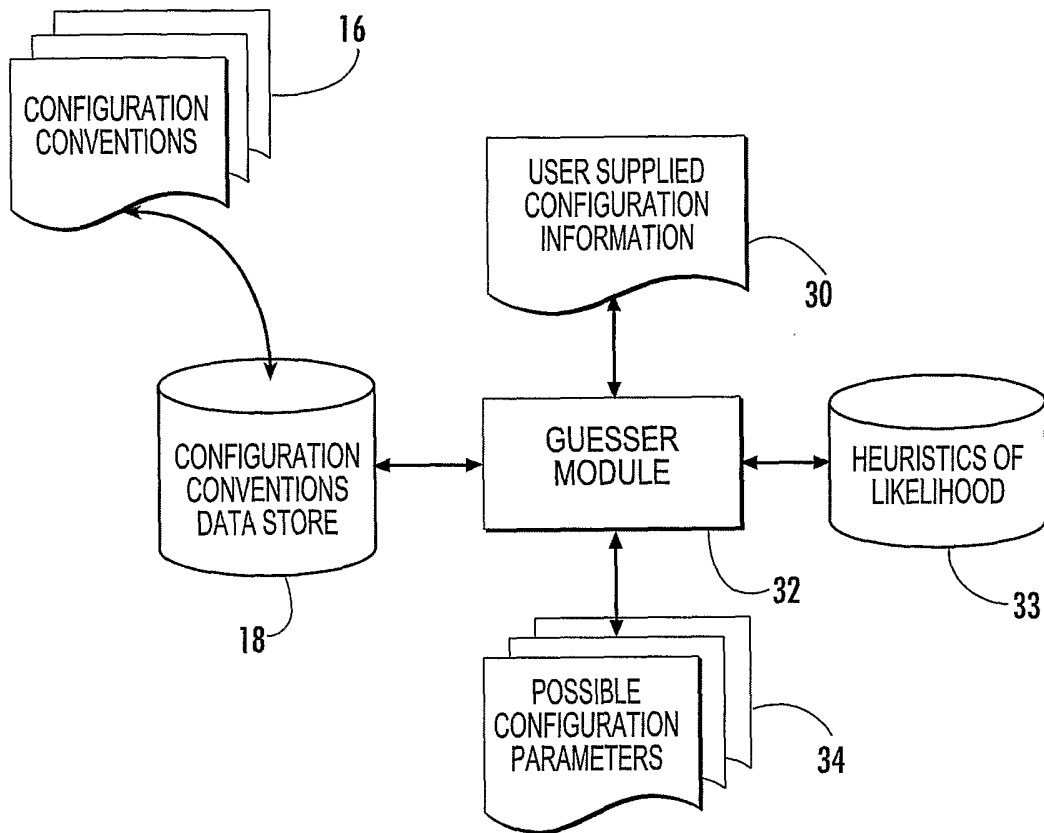 16
CONFIGURATION
CONVENTIONS
USER SUPPLIED
CONFIGURATION
INFORMATION
30
CONFIGURATION
CONVENTIONS
DATA STORE
18
GUESSER
MODULE
32
HEURISTICS OF
LIKELIHOOD
33
POSSIBLE
CONFIGURATION
PARAMETERS
34